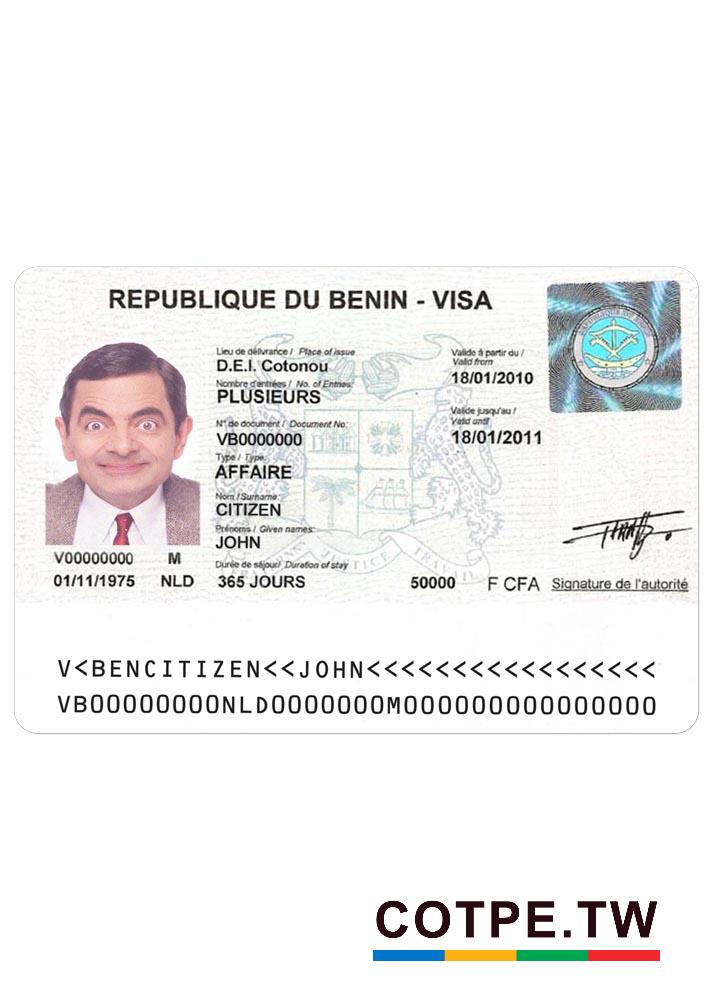 REPUBLIQUE DU BENIN - VISA
Lieu de délivrance / Place of issue
D.E.I. Cotonou
Nombre d'entrées / No. of Entries:
PLUSIEURS
N° de document / Document No:
VB0000000
Type / Type:
AFFAIRE
Nom / Surname:
CITIZEN
Prénoms / Given names:
JOHN
Durée de séjour/ Duration of stay
365 JOURS
Valide à partir du /
Valid from
18/01/2010
Valide jusqu'au /
Valid until
18/01/2011
V00000000 M
01/11/1975 NLD
50000 F CFA Signature de l'autorité
V<BENCITIZEN<<JOHN<<<<<<<<<<<<<<<<<
VB00000000NLD0000000M00000000000000
COTPE.TW